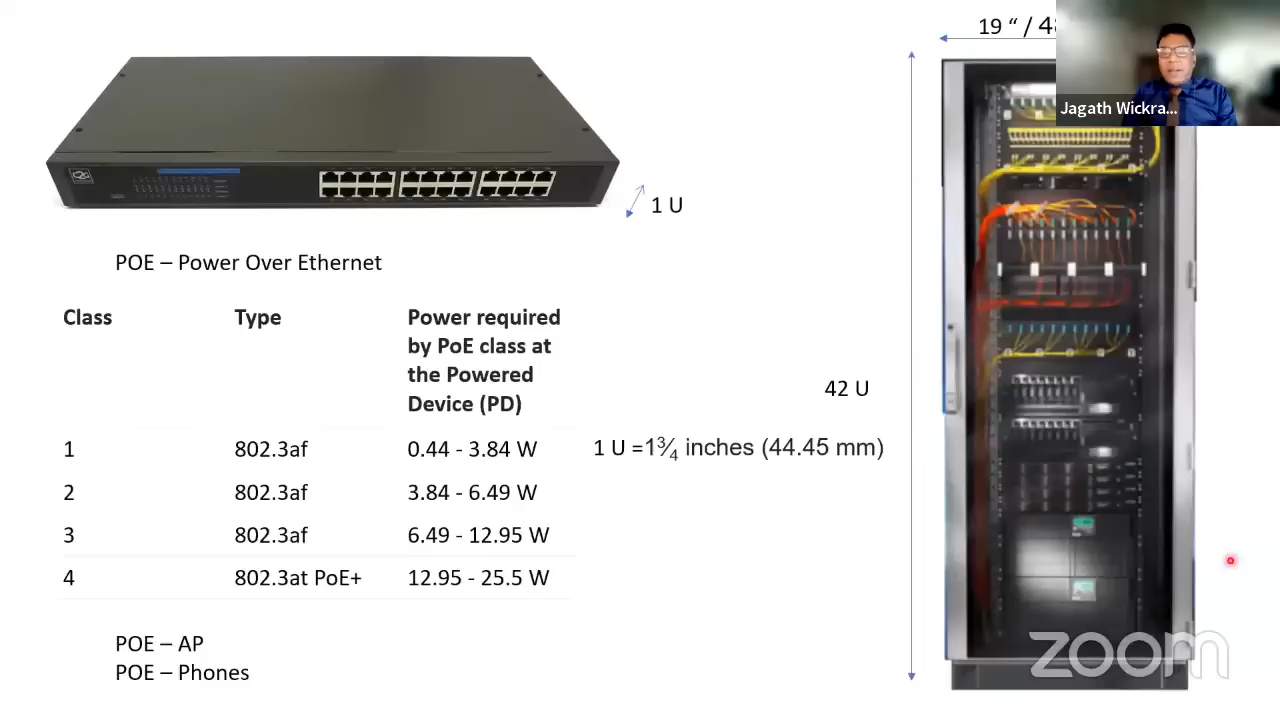 19 “ / 48
Jagath Wickra...
C2G
1 U
POE – Power Over Ethernet
Class Type Power required
by PoE class at
the Powered
Device (PD)
42 U
1 802.3af 0.44 - 3.84 W
1 U =1¾ inches (44.45 mm)
2 802.3af 3.84 - 6.49 W
3 802.3af 6.49 - 12.95 W
4 802.3at PoE+ 12.95 - 25.5 W
POE – AP
POE – Phones
zoom